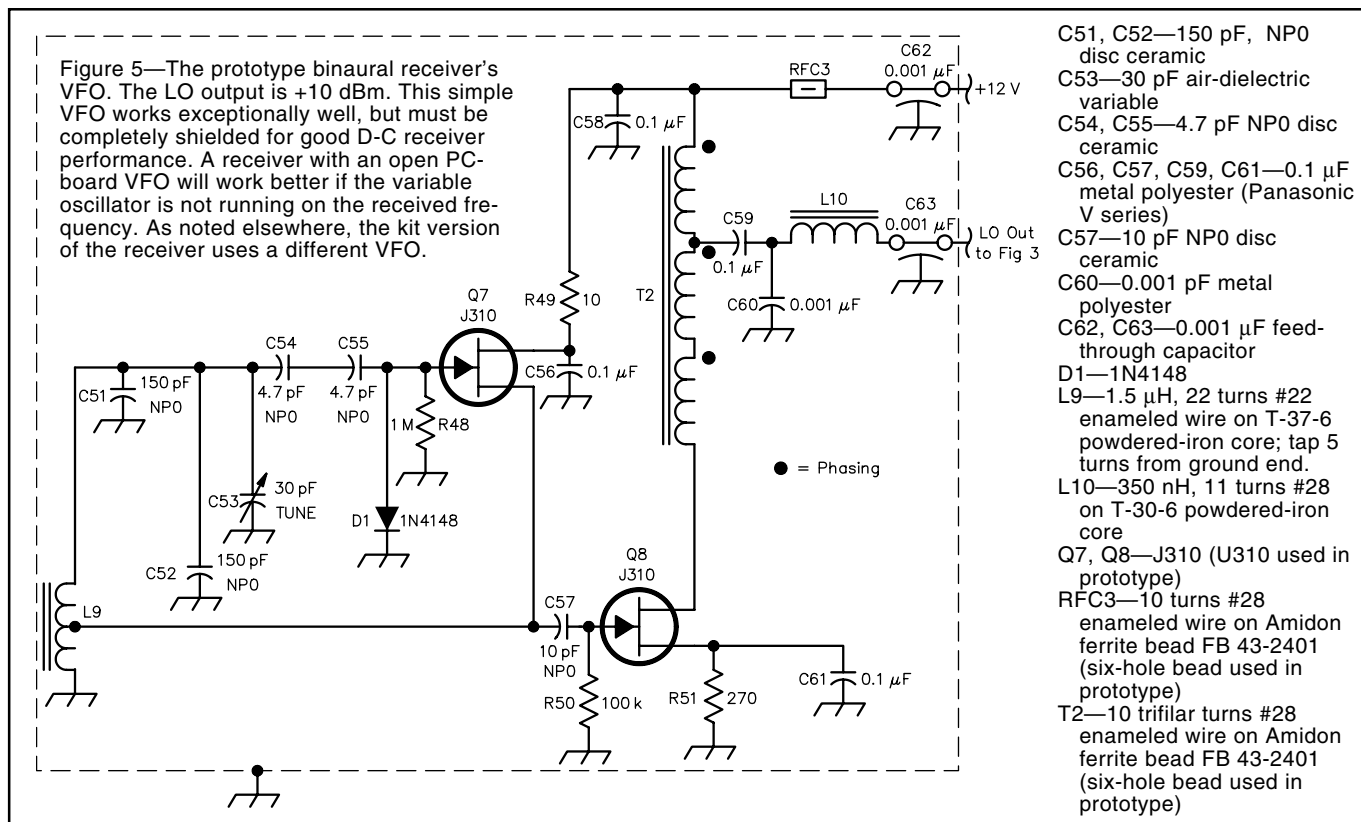 Figure 5—The prototype binaural receiver's
VFO. The LO output is +10 dBm. This simple
VFO works exceptionally well, but must be
completely shielded for good D-C receiver
performance. A receiver with an open PC-
board VFO will work better if the variable
oscillator is not running on the received fre-
quency. As noted elsewhere, the kit version
of the receiver uses a different VFO.
C62
0.001 µF
RFC3
+12 V
C58
0.1 µF
L10
C63
0.001 µF
C59
0.1 µF
LO Out
to Fig 3
T2
C60
0.001 µF
R49
10
Q7
J310
C54
4.7 pF
NP0
C55
4.7 pF
NP0
C56
0.1 µF
C51
150 pF
NP0
1 M
R48
C53
30 pF
TUNE
D1
1N4148
C52
150 pF
NP0
L9
= Phasing
Q8
J310
C57
10 pF
NP0
R50
100 k
R51
270
C61
0.1 µF
C51, C52—150 pF, NP0
disc ceramic
C53—30 pF air-dielectric
variable
C54, C55—4.7 pF NP0 disc
ceramic
C56, C57, C59, C61—0.1 µF
metal polyester (Panasonic
V series)
C57—10 pF NP0 disc
ceramic
C60—0.001 pF metal
polyester
C62, C63—0.001 µF feed-
through capacitor
D1—1N4148
L9—1.5 µH, 22 turns #22
enameled wire on T-37-6
powdered-iron core; tap 5
turns from ground end.
L10—350 nH, 11 turns #28
on T-30-6 powdered-iron
core
Q7, Q8—J310 (U310 used in
prototype)
RFC3—10 turns #28
enameled wire on Amidon
ferrite bead FB 43-2401
(six-hole bead used in
prototype)
T2—10 trifilar turns #28
enameled wire on Amidon
ferrite bead FB 43-2401
(six-hole bead used in
prototype)